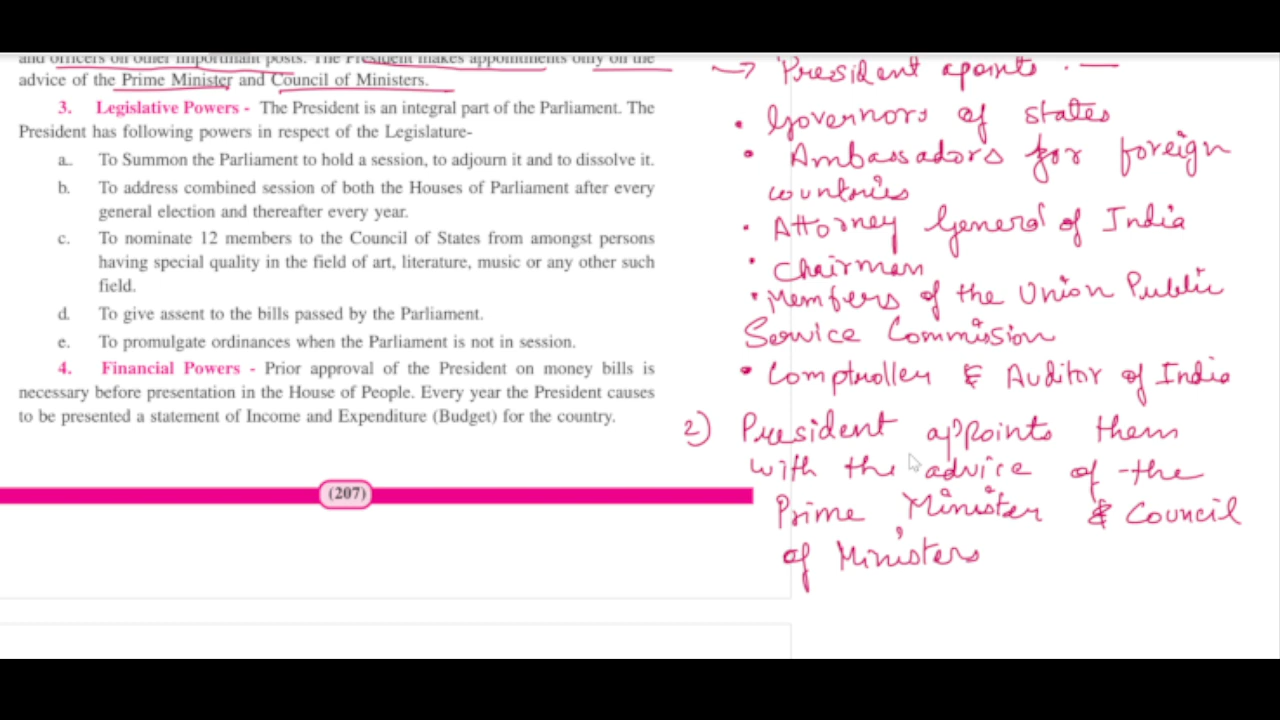 and officers on other important posts. The President makes appointments only on the
advice of the Prime Minister and Council of Ministers.
3. Legislative Powers - The President is an integral part of the Parliament. The
President has following powers in respect of the Legislature-
a. To Summon the Parliament to hold a session, to adjourn it and to dissolve it.
b. To address combined session of both the Houses of Parliament after every
general election and thereafter every year.
c. To nominate 12 members to the Council of States from amongst persons
having special quality in the field of art, literature, music or any other such
field.
d. To give assent to the bills passed by the Parliament.
e. To promulgate ordinances when the Parliament is not in session.
4. Financial Powers - Prior approval of the President on money bills is
necessary before presentation in the House of People. Every year the President causes
to be presented a statement of Income and Expenditure (Budget) for the country.
(207)
→ President apoints . —
• Governors of states
• Ambassadors for foreign
countries
• Attorney General of India
• Chairman
• Members of the Union Public
Service Commission
• Comptroller & Auditor of India
2) President appoints them
with the advice of the
Prime Minister & Council
of Ministers